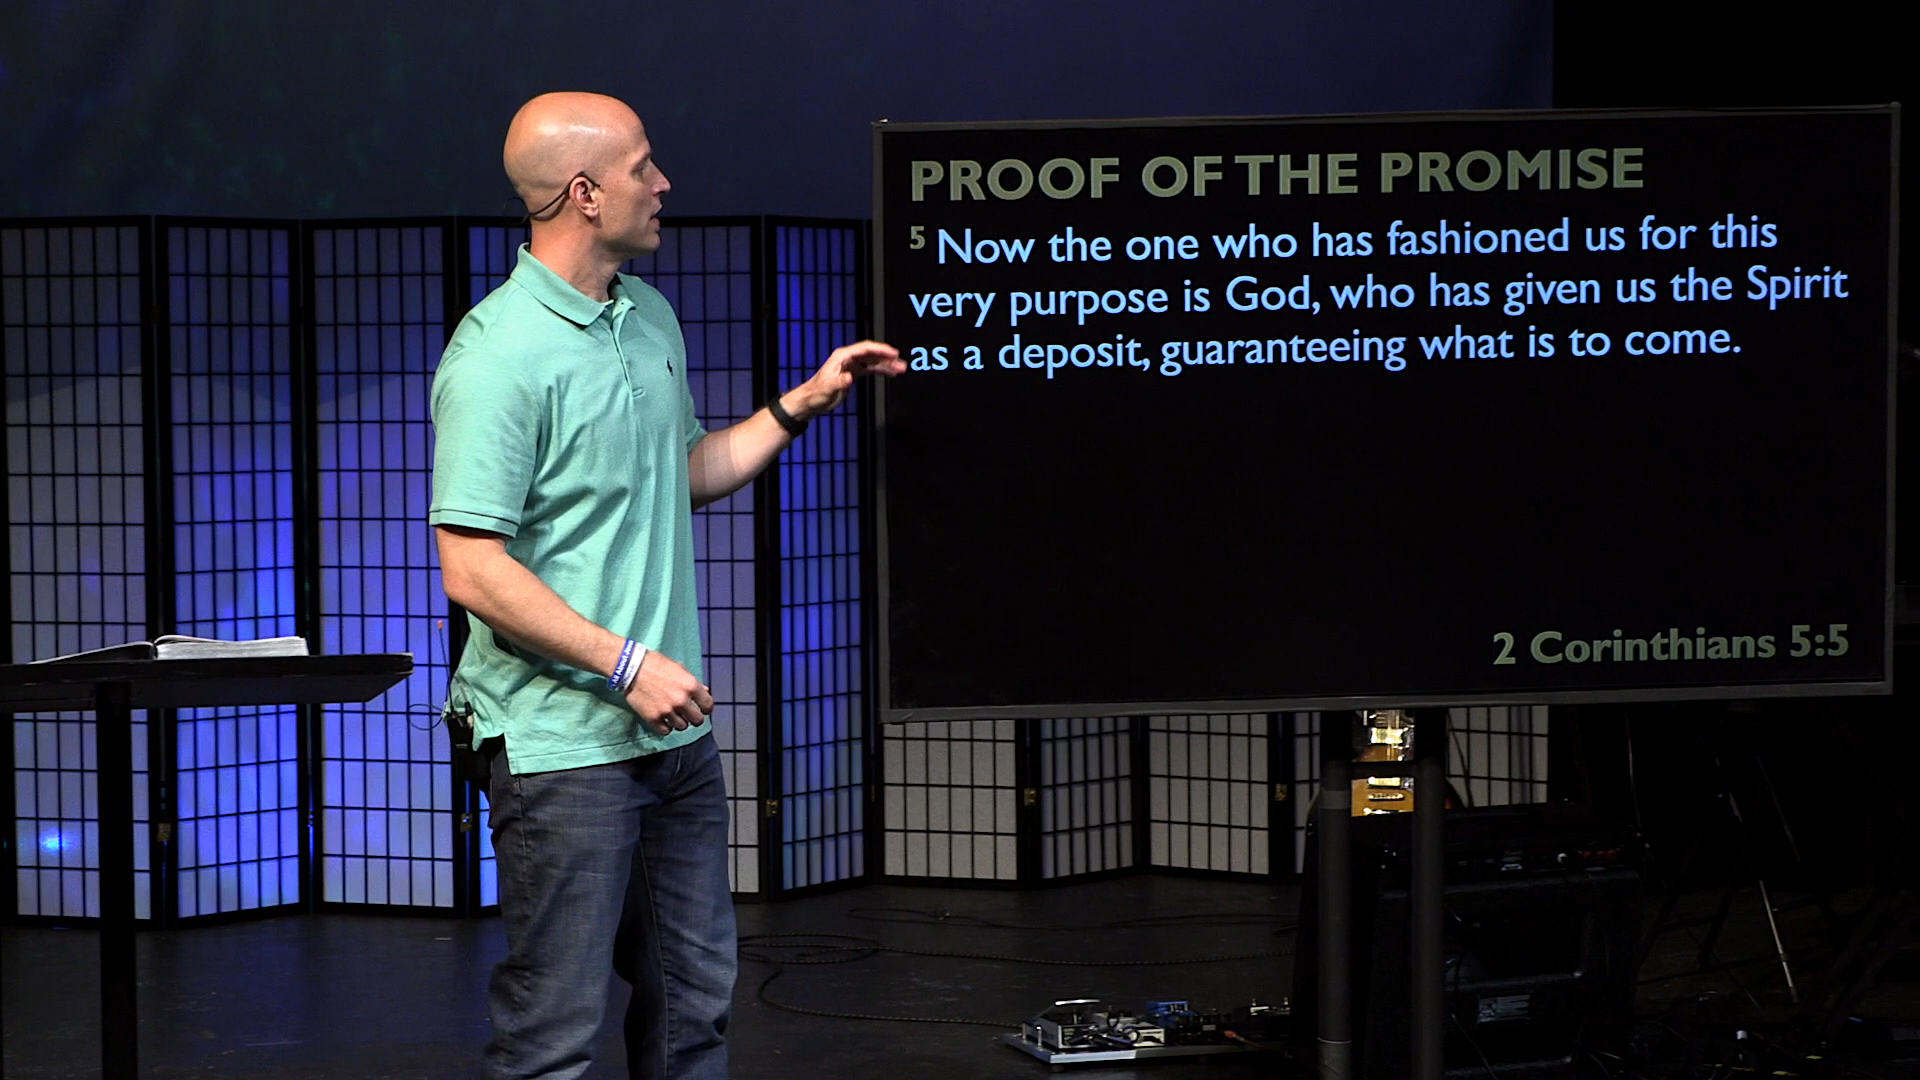 PROOF OF THE PROMISE
5 Now the one who has fashioned us for this
very purpose is God, who has given us the Spirit
as a deposit, guaranteeing what is to come.
2 Corinthians 5:5